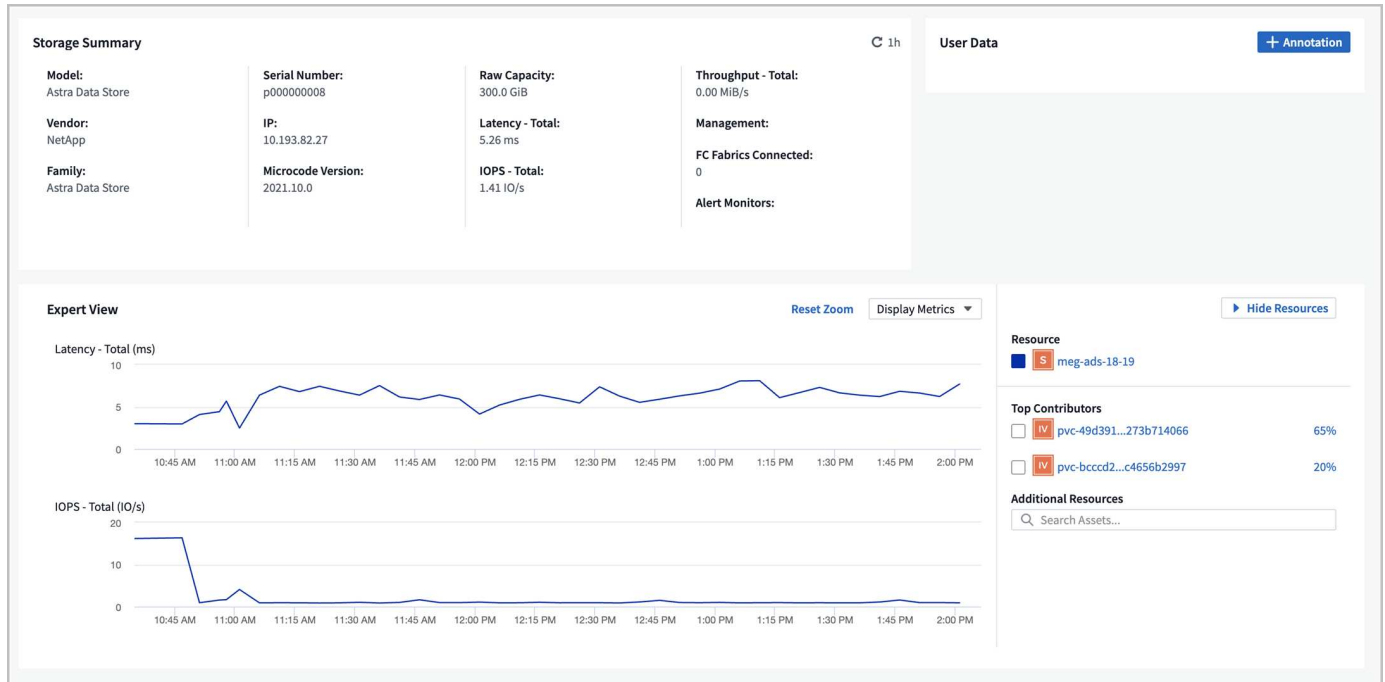 Storage Summary
1h
Model:
Astra Data Store
Vendor:
NetApp
Family:
Astra Data Store
Serial Number:
p000000008
IP:
10.193.82.27
Microcode Version:
2021.10.0
Raw Capacity:
300.0 GiB
Latency - Total:
5.26 ms
IOPS - Total:
1.41 IO/s
Throughput - Total:
0.00 MiB/s
Management:
FC Fabrics Connected:
0
Alert Monitors:
User Data
+ Annotation
Expert View
Reset Zoom
Display Metrics
Latency - Total (ms)
10
5
0
10:45 AM 11:00 AM 11:15 AM 11:30 AM 11:45 AM 12:00 PM 12:15 PM 12:30 PM 12:45 PM 1:00 PM 1:15 PM 1:30 PM 1:45 PM 2:00 PM
IOPS - Total (IO/s)
20
10
0
10:45 AM 11:00 AM 11:15 AM 11:30 AM 11:45 AM 12:00 PM 12:15 PM 12:30 PM 12:45 PM 1:00 PM 1:15 PM 1:30 PM 1:45 PM 2:00 PM
Hide Resources
Resource
S meg-ads-18-19
Top Contributors
IV pvc-49d391...273b714066 65%
IV pvc-bcccd2...c4656b2997 20%
Additional Resources
Search Assets...